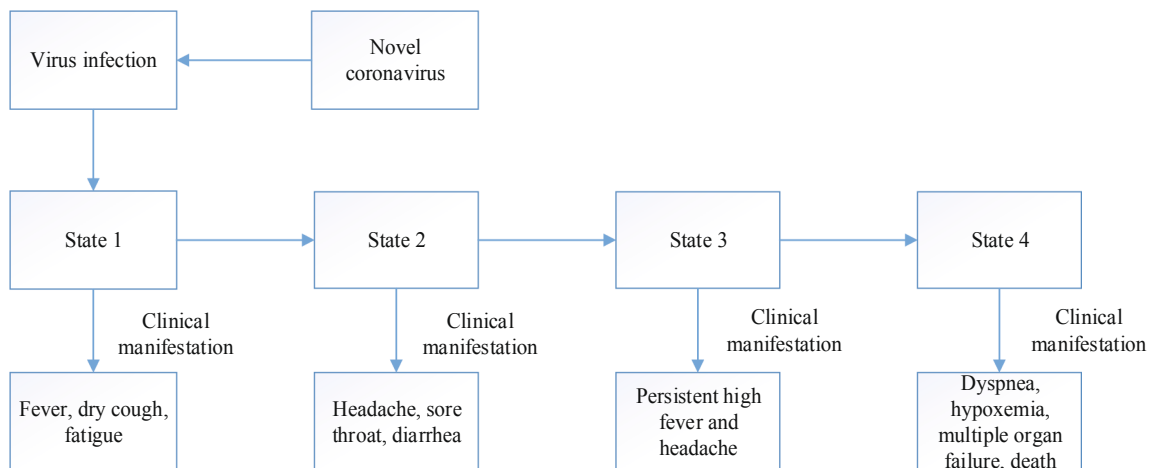 Virus infection
Novel
coronavirus
State 1
State 2
State 3
State 4
Clinical
manifestation
Clinical
manifestation
Clinical
manifestation
Clinical
manifestation
Fever, dry cough,
fatigue
Headache, sore
throat, diarrhea
Persistent high
fever and
headache
Dyspnea,
hypoxemia,
multiple organ
failure, death